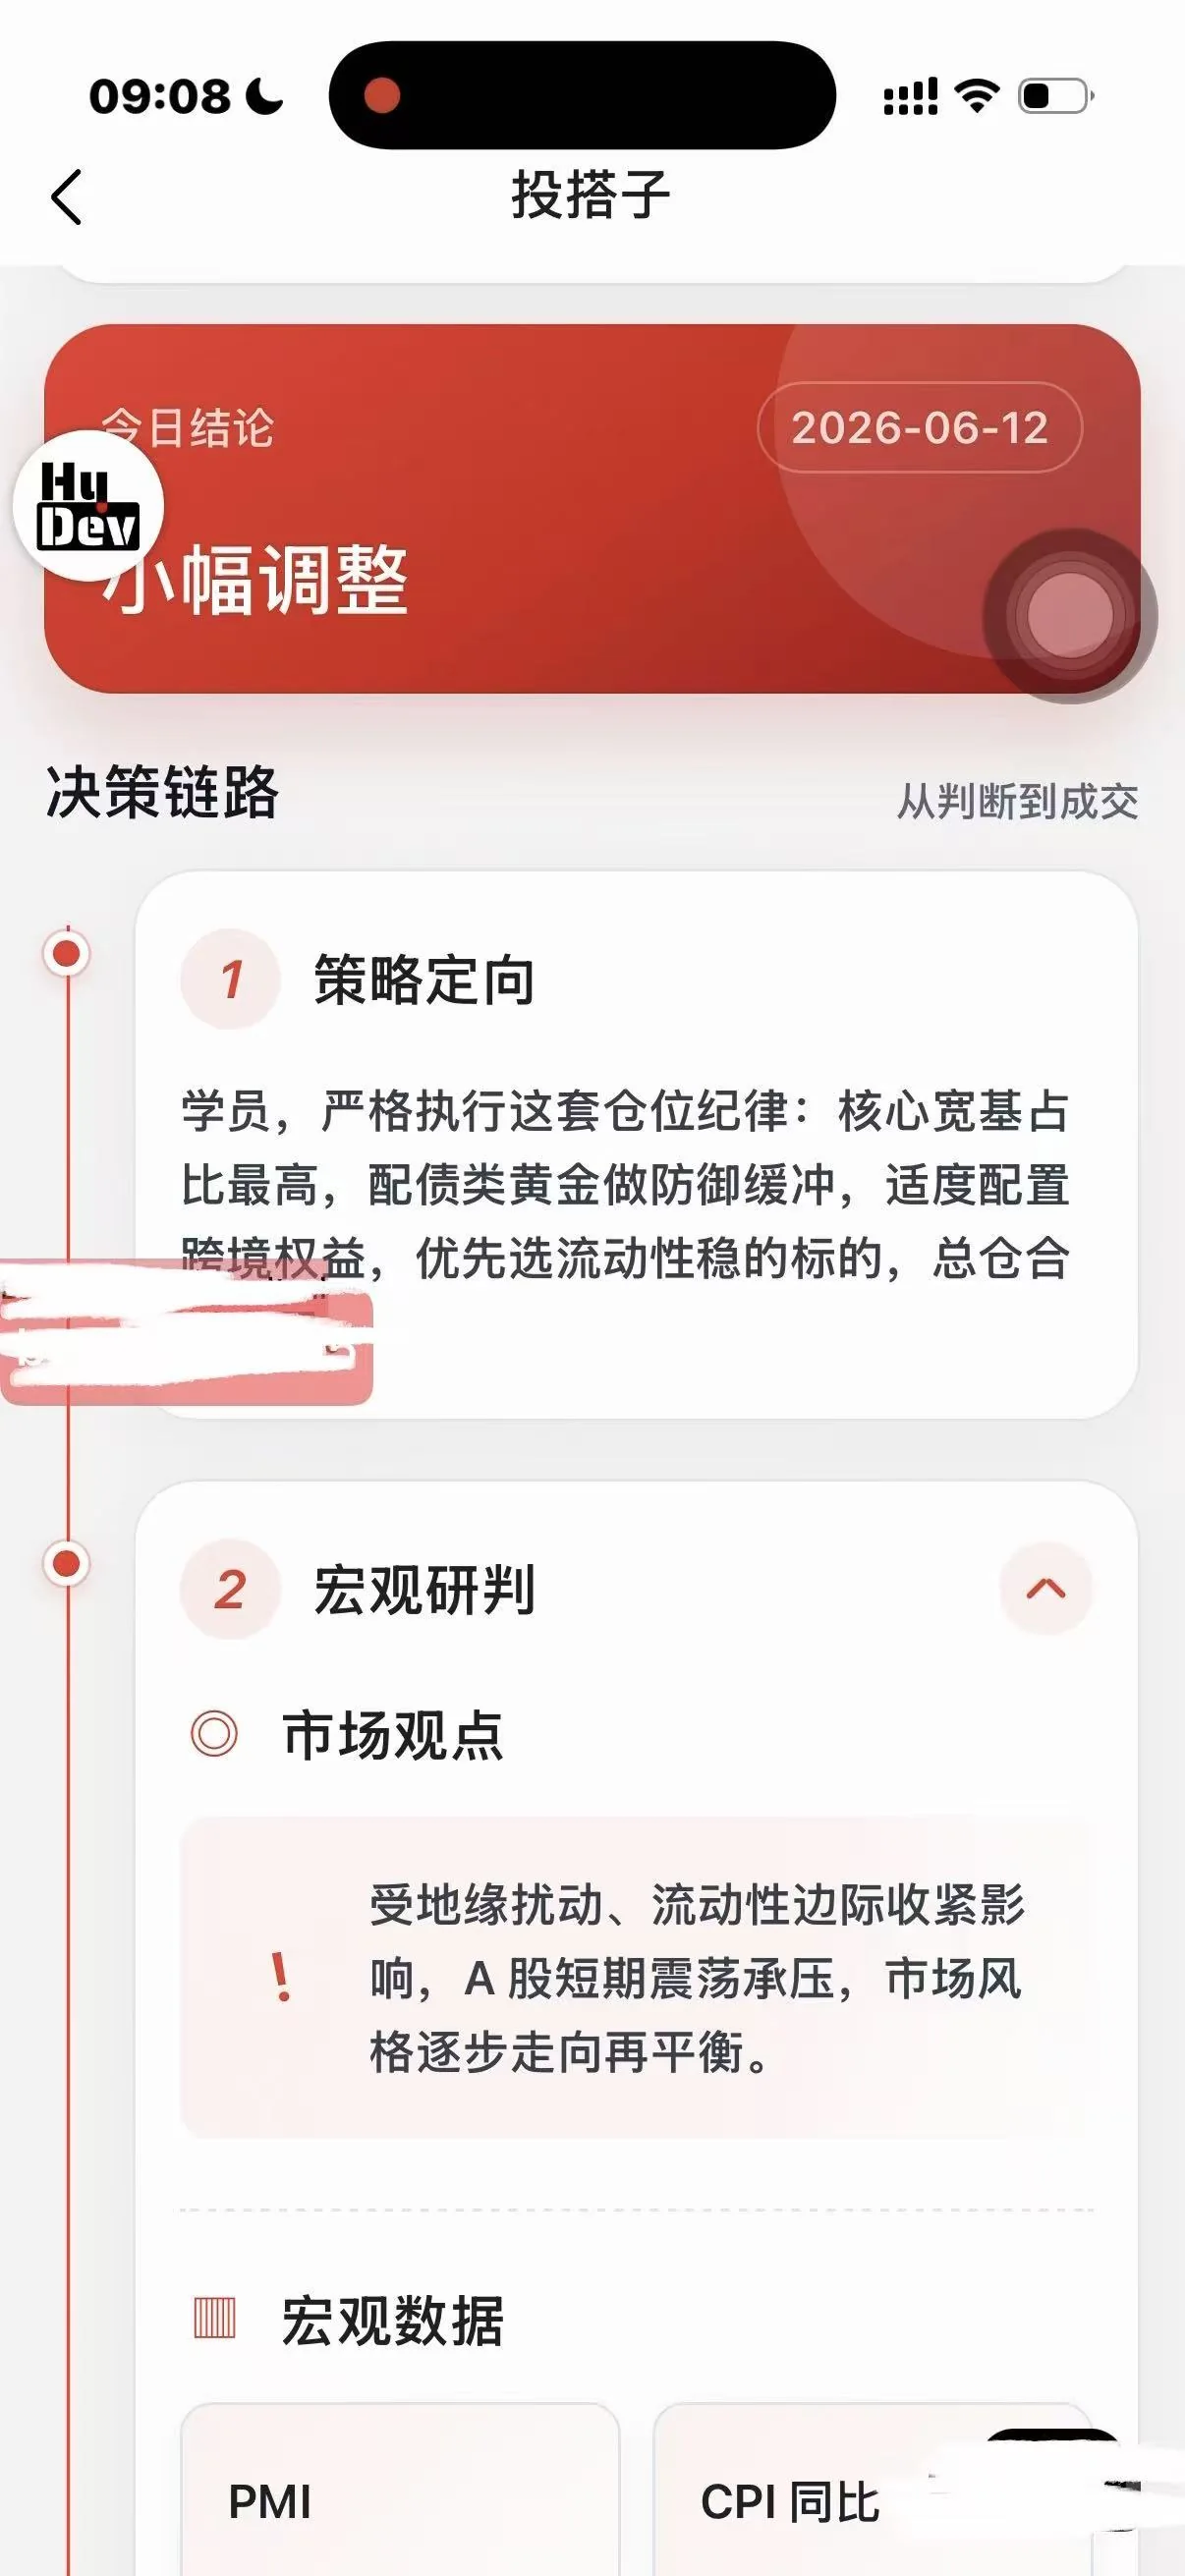 09:08
投搭子
今日结论
2026-06-12
Hy
Dev
小幅调整
决策链路
从判断到成交
1 策略定向
学员，严格执行这套仓位纪律：核心宽基占
比最高，配债类黄金做防御缓冲，适度配置
跨境权益，优先选流动性稳的标的，总仓合
2 宏观研判
市场观点
! 受地缘扰动、流动性边际收紧影
响，A 股短期震荡承压，市场风
格逐步走向再平衡。
宏观数据
PMI
CPI 同比